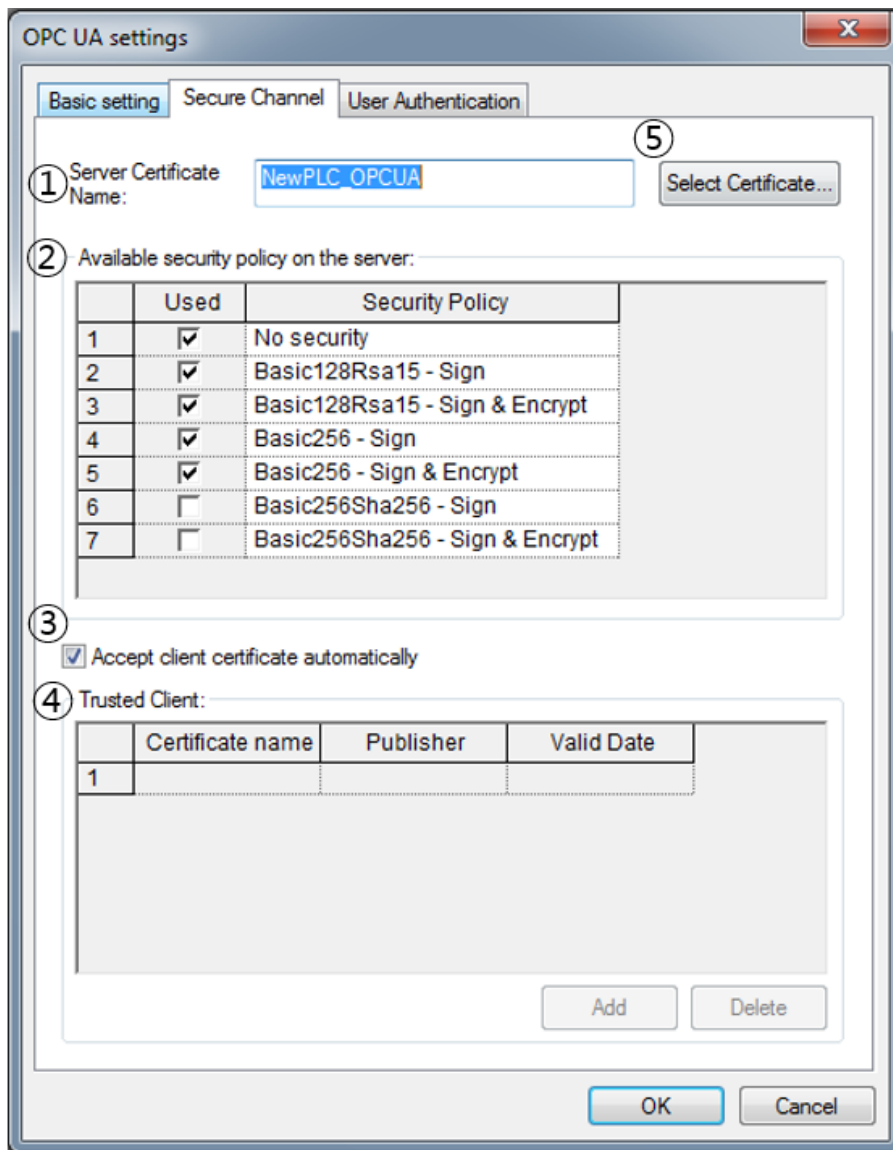 OPC UA settings
Basic setting Secure Channel User Authentication
⑤
① Server Certificate
Name: NewPLC_OPCUA Select Certificate...
② Available security policy on the server:
Used Security Policy
1 No security
2 Basic128Rsa15 - Sign
3 Basic128Rsa15 - Sign & Encrypt
4 Basic256 - Sign
5 Basic256 - Sign & Encrypt
6 Basic256Sha256 - Sign
7 Basic256Sha256 - Sign & Encrypt
③
Accept client certificate automatically
④ Trusted Client:
Certificate name Publisher Valid Date
1
Add Delete
OK Cancel